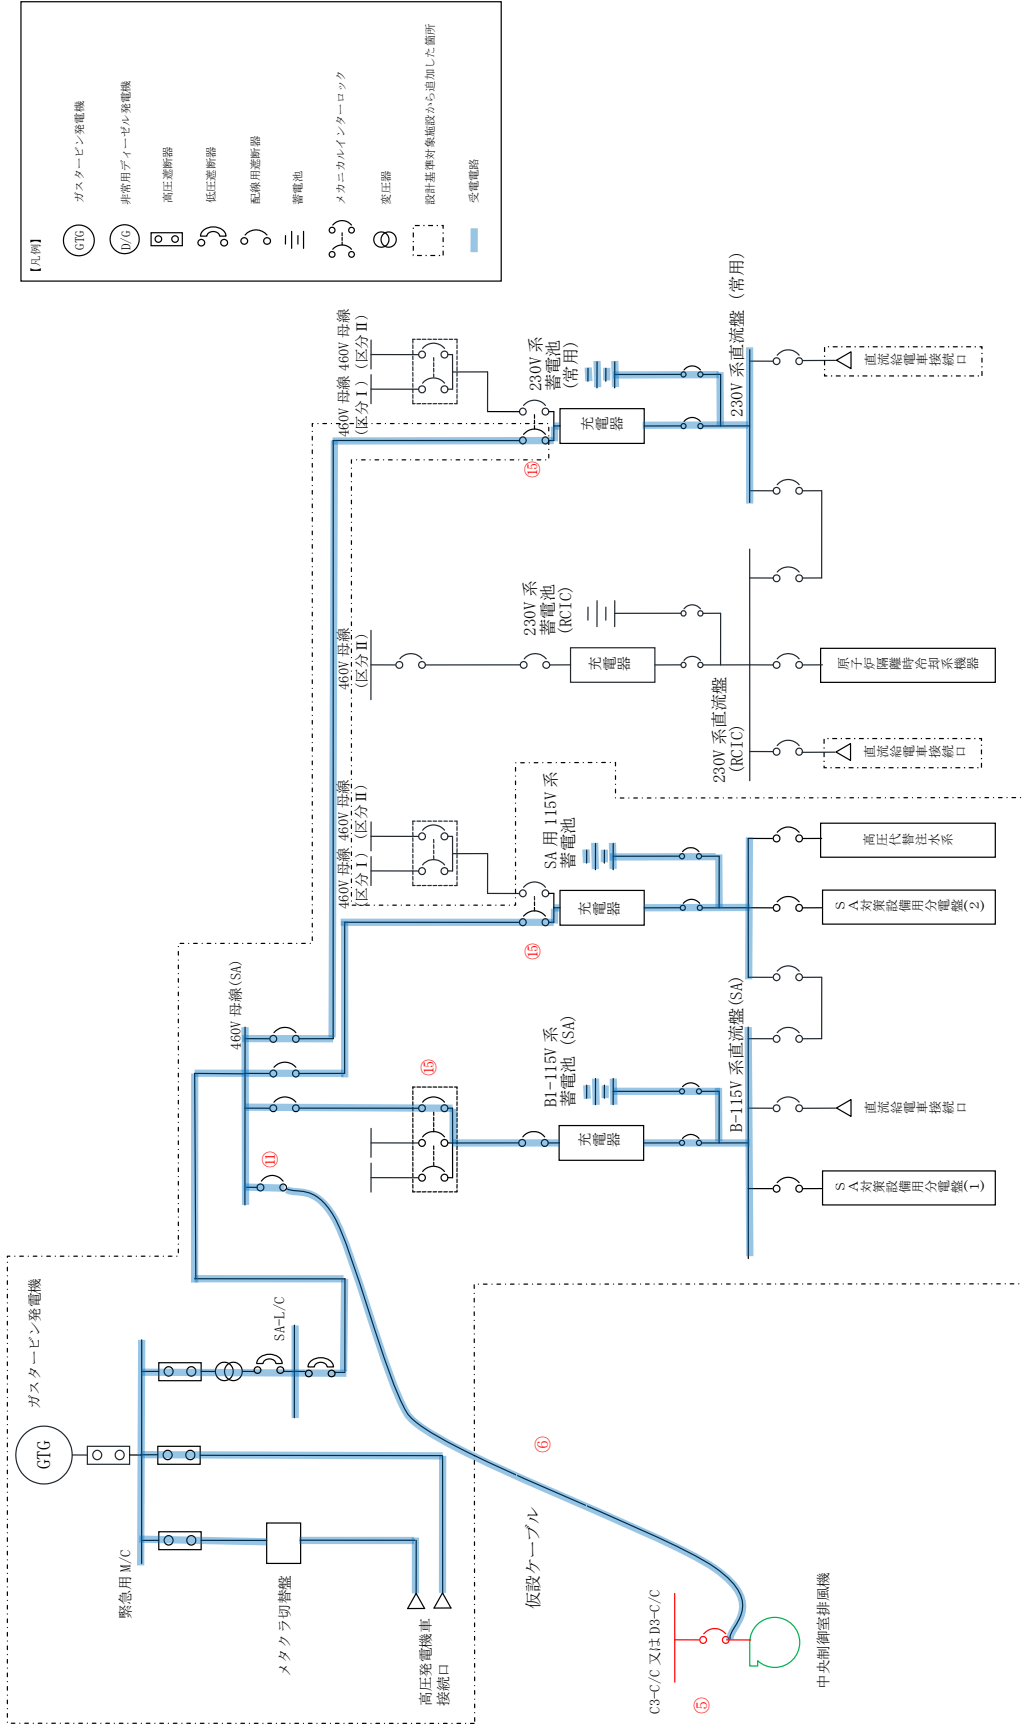 【凡例】
GTG
ガスタービン発電機
D/G
非常用ディーゼル発電機
高圧遮断器
低圧遮断器
配線用遮断器
蓄電池
メカニカルインターロック
変圧器
設計基準対象施設から追加した箇所
受電電路
ガスタービン発電機
GTG
緊急用 M/C
SA-L/C
メタクラ切替盤
高圧発電機車
接続口
460V 母線(SA)
⑪
⑮
460V 母線
(区分Ⅰ)
460V 母線
(区分Ⅱ)
460V 母線
(区分Ⅱ)
460V 母線
(区分Ⅰ)
460V 母線
(区分Ⅱ)
⑮
⑮
B1-115V 系
蓄電池 (SA)
充電器
SA 用 115V 系
蓄電池
充電器
230V 系
蓄電池
(RCIC)
充電器
230V 系
蓄電池
(常用)
充電器
B-115V 系直流盤(SA)
230V 系直流盤
(RCIC)
230V 系直流盤 (常用)
SA対策設備用分電盤(1)
直流給電車接続口
SA対策設備用分電盤(2)
高圧代替注水系
直流給電車接続口
原子炉隔離時冷却系機器
直流給電車接続口
⑥
仮設ケーブル
C3-C/C 又は D3-C/C
⑤
中央制御室排風機